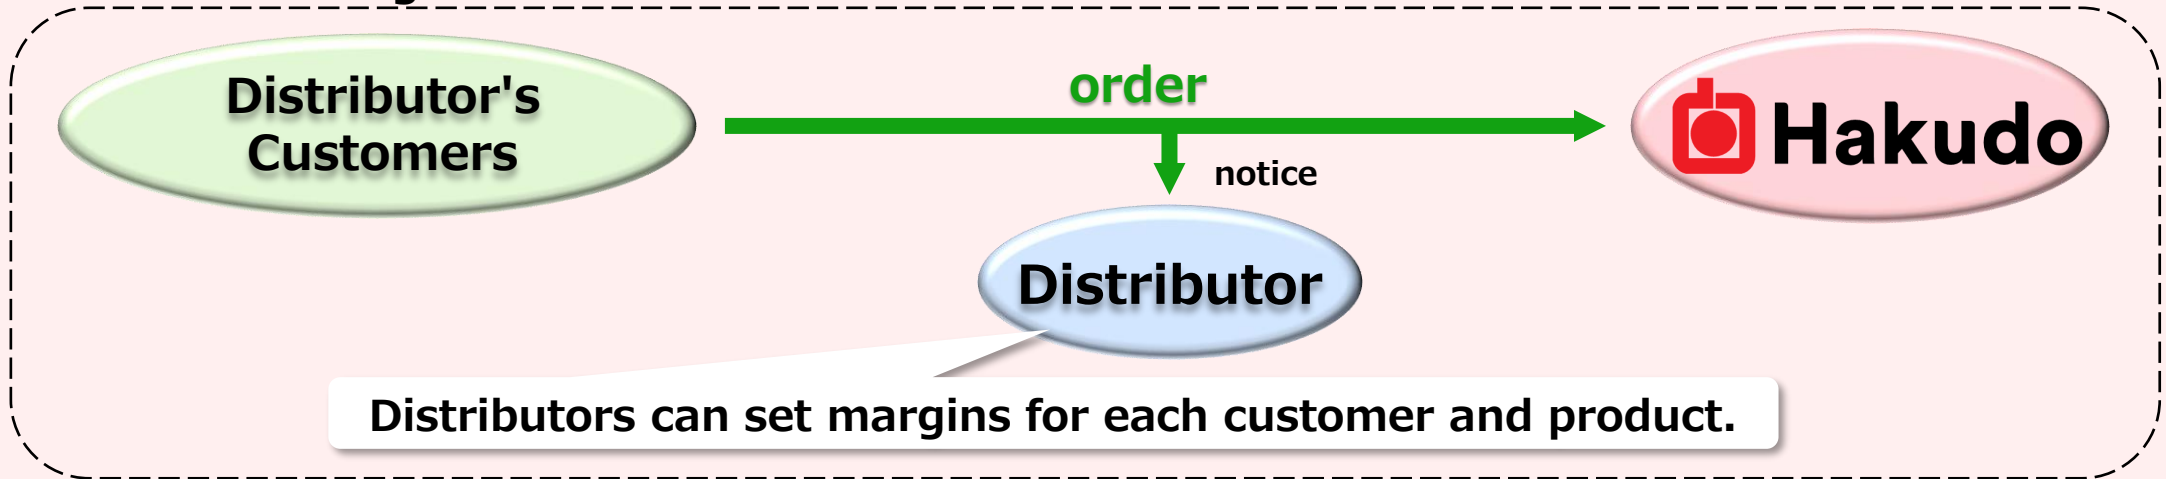 Distributor's
Customers
order
Hakudo
notice
Distributor
Distributors can set margins for each customer and product.